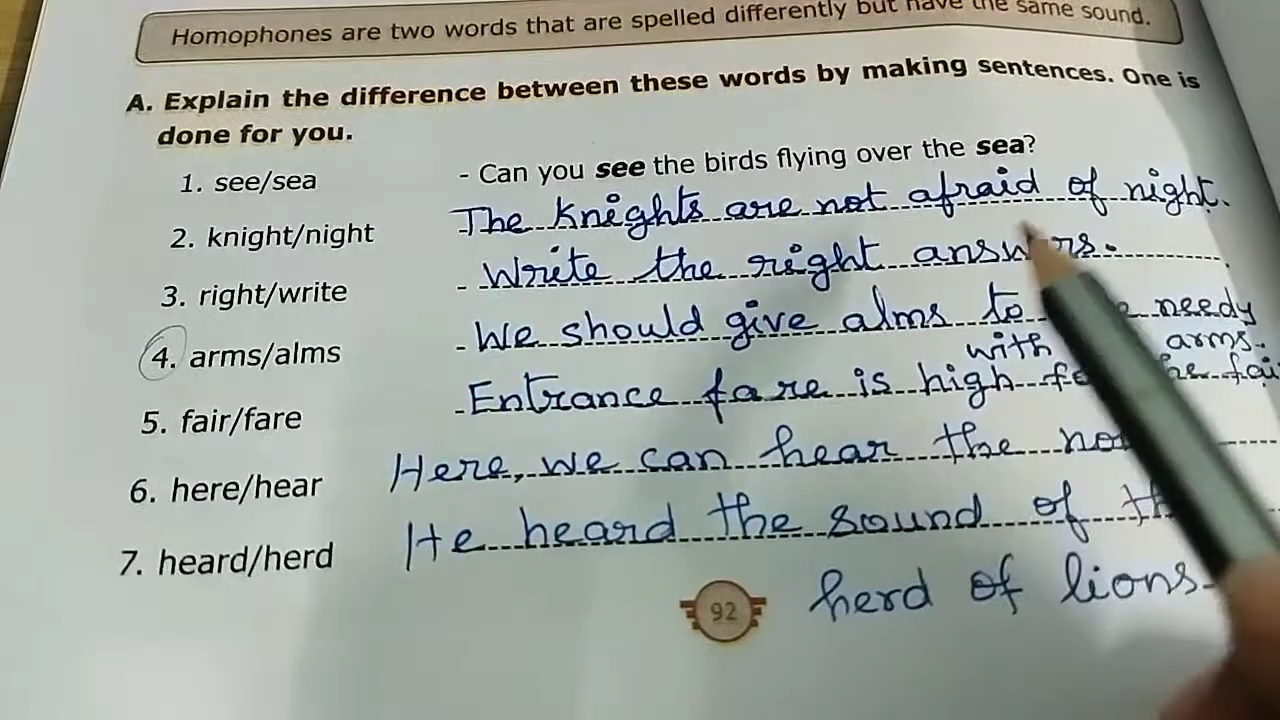 Homophones are two words that are spelled differently but have the same sound.
A. Explain the difference between these words by making sentences. One is
done for you.
1. see/sea - Can you see the birds flying over the sea?
2. knight/night The Knights are not afraid of night.
3. right/write - Write the right
4. arms/alms - We should give alms to needy
with arms.
5. fair/fare - Entrance fare is high
6. here/hear Here, we can hear the
7. heard/herd He heard the sound of
herd of lions.
92